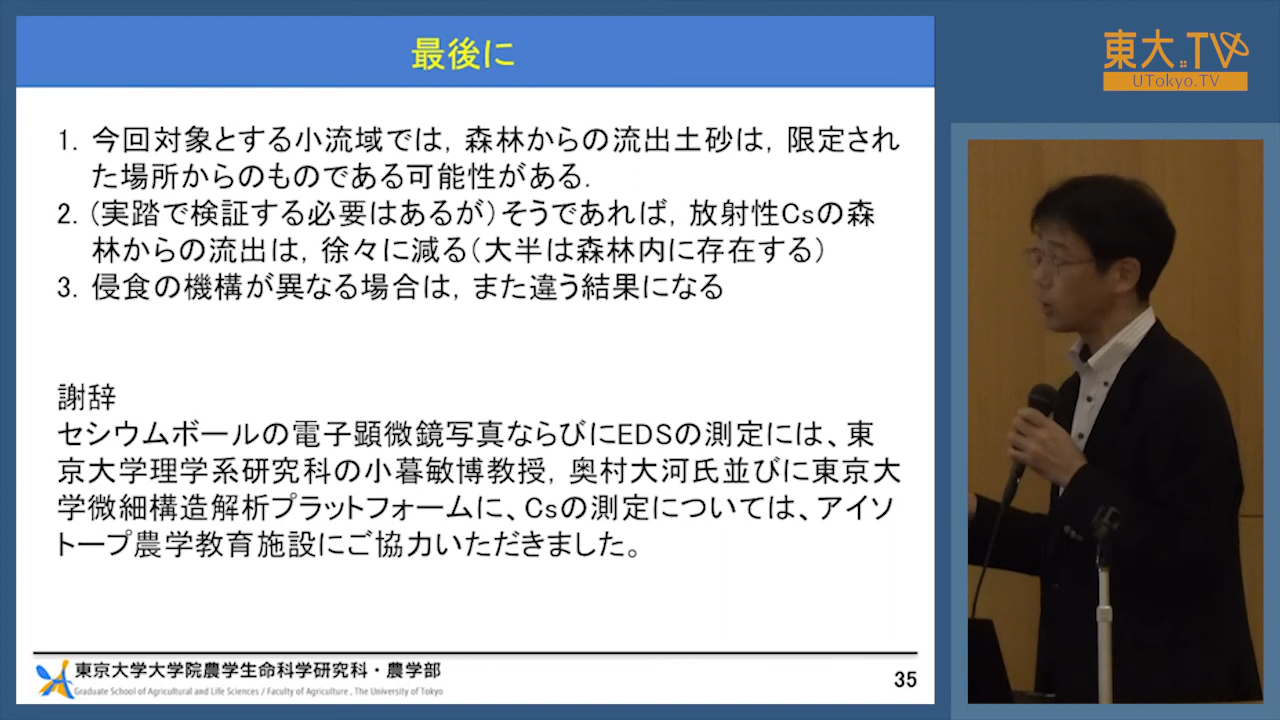 最後に
東大.TV
UTokyo.TV
1. 今回対象とする小流域では，森林からの流出土砂は，限定され
た場所からのものである可能性がある．
2. （実踏で検証する必要はあるが）そうであれば，放射性Csの森
林からの流出は，徐々に減る（大半は森林内に存在する）
3. 侵食の機構が異なる場合は，また違う結果になる
謝辞
セシウムボールの電子顕微鏡写真ならびにEDSの測定には、東
京大学理学系研究科の小暮敏博教授，奥村大河氏並びに東京大
学微細構造解析プラットフォームに、Csの測定については、アイソ
トープ農学教育施設にご協力いただきました。
東京大学大学院農学生命科学研究科・農学部
Graduate School of Agricultural and Life Sciences / Faculty of Agriculture , The University of Tokyo
35